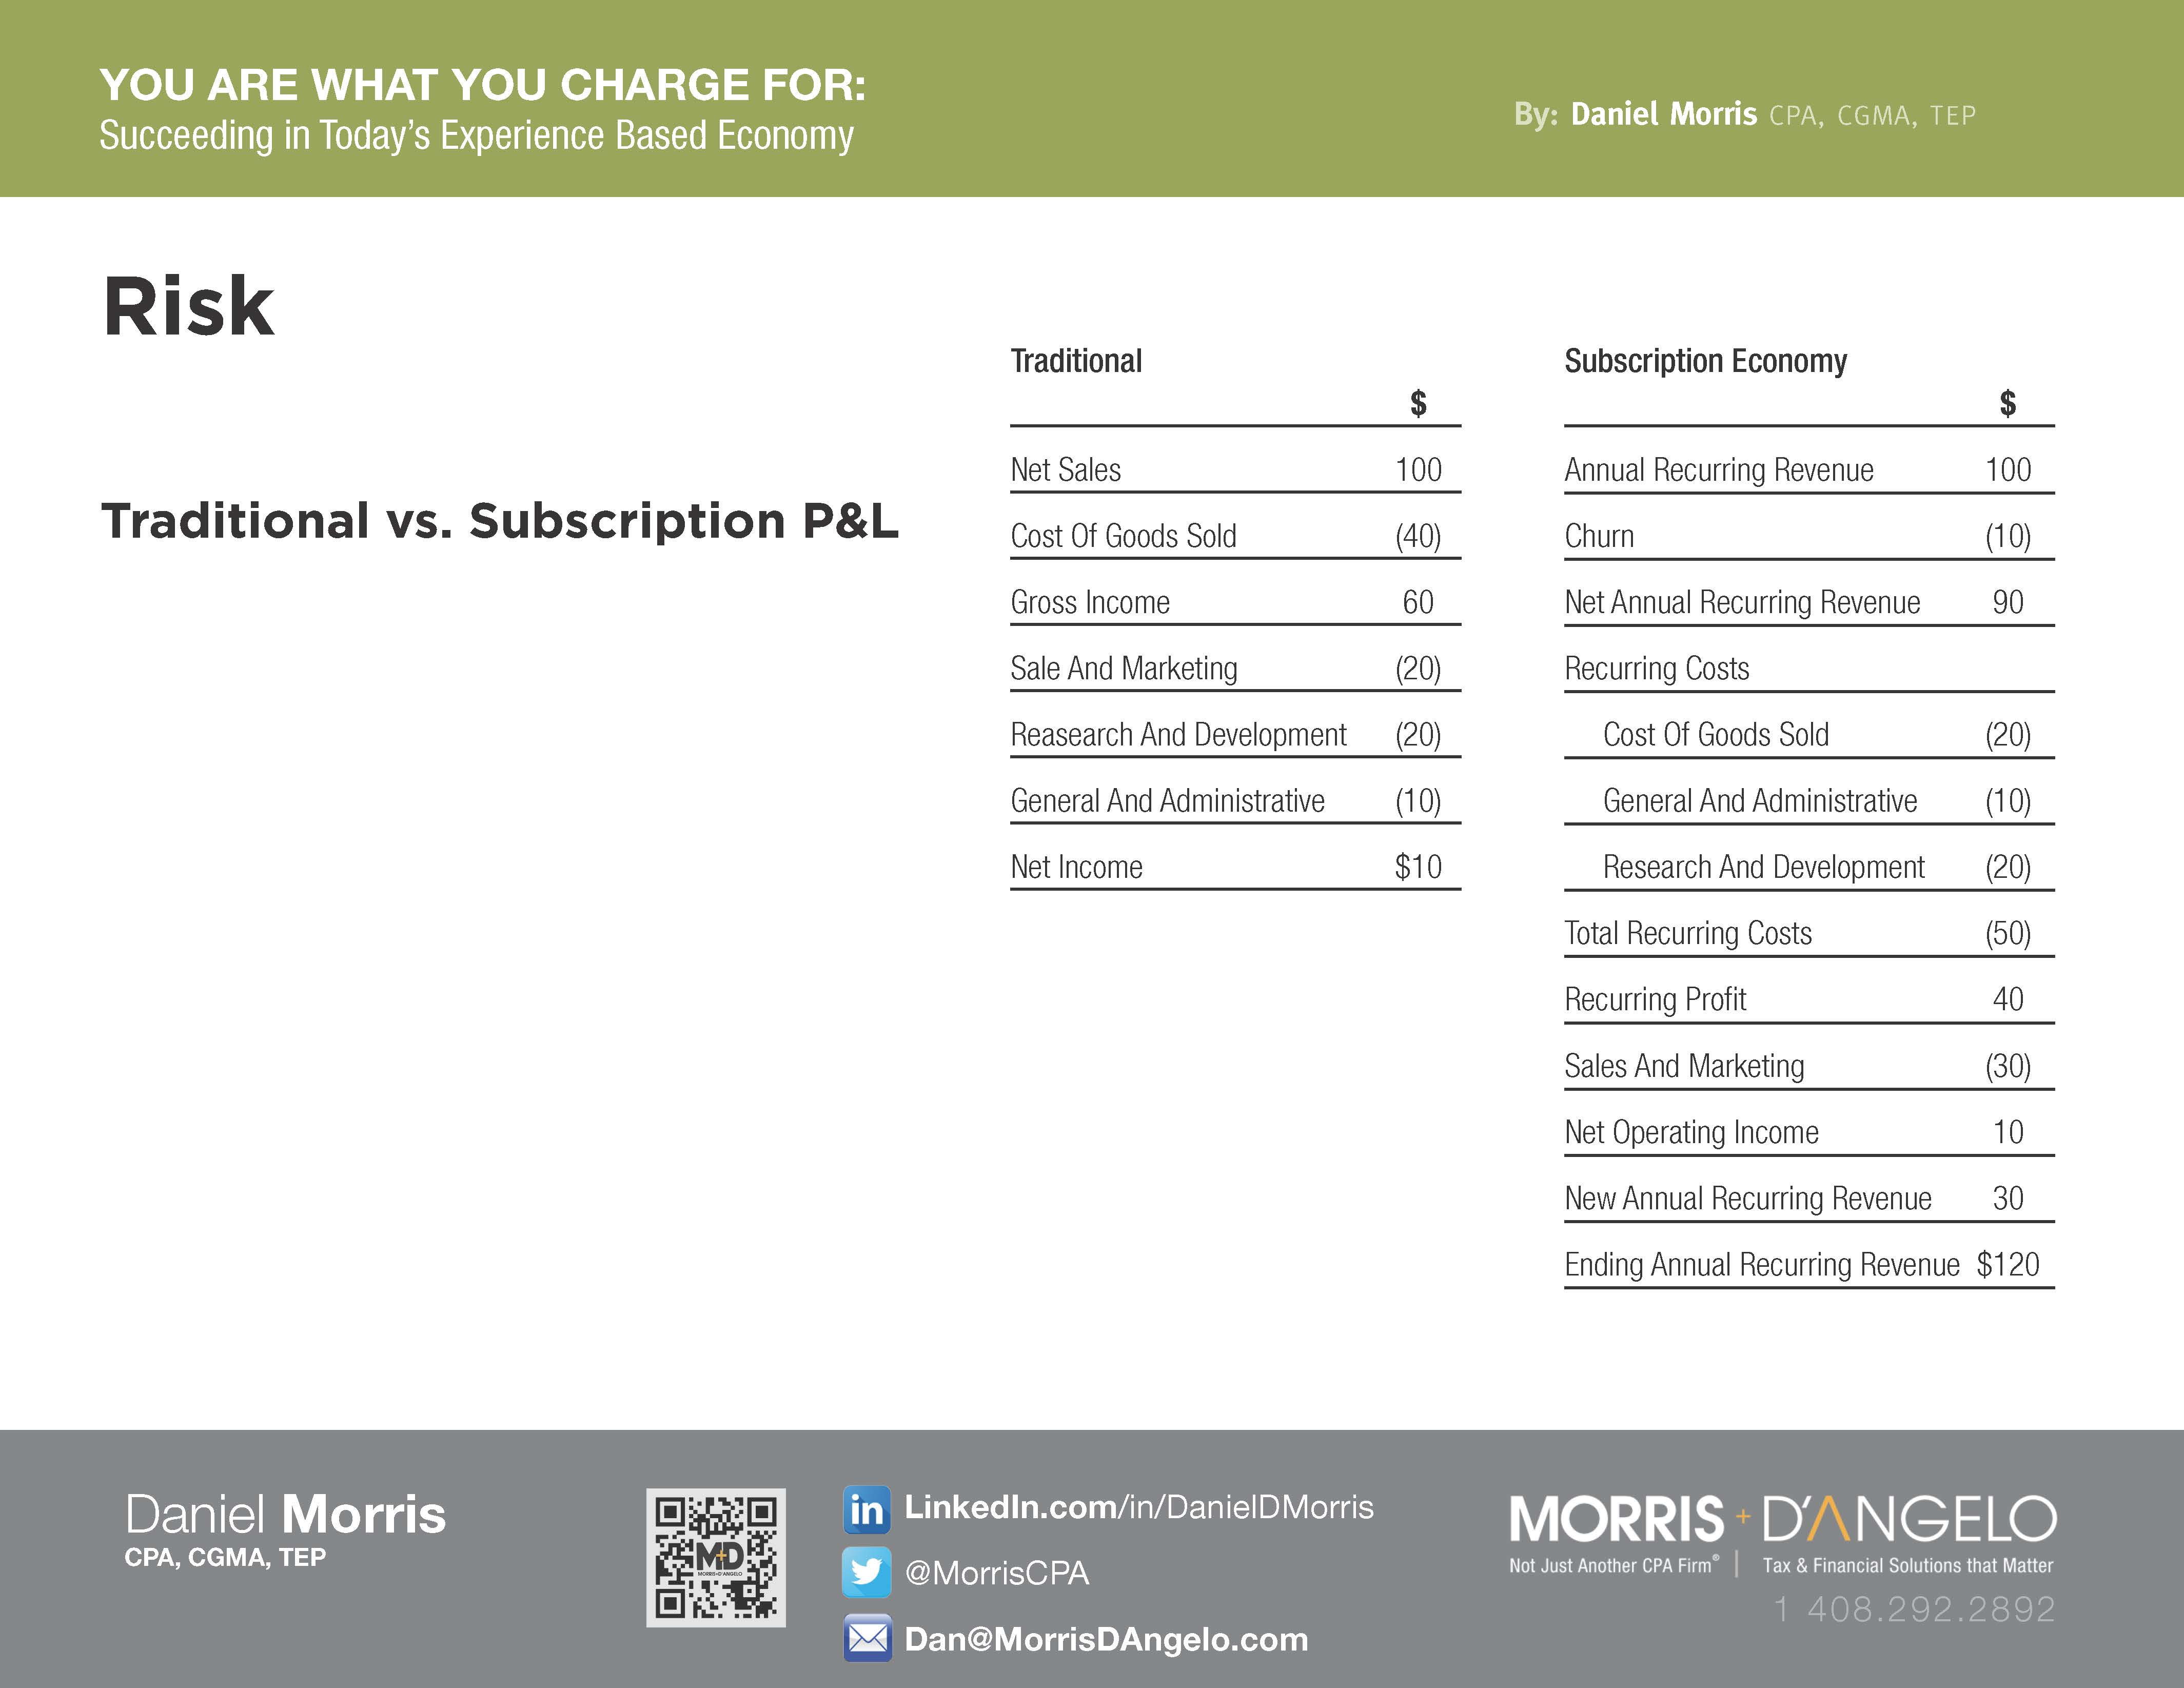 YOU ARE WHAT YOU CHARGE FOR:
Succeeding in Today’s Experience Based Economy
By: Daniel Morris CPA, CGMA, TEP
Risk
Traditional vs. Subscription P&L
Traditional
$
Net Sales 100
Cost Of Goods Sold (40)
Gross Income 60
Sale And Marketing (20)
Reasearch And Development (20)
General And Administrative (10)
Net Income $10
Subscription Economy
$
Annual Recurring Revenue 100
Churn (10)
Net Annual Recurring Revenue 90
Recurring Costs
Cost Of Goods Sold (20)
General And Administrative (10)
Research And Development (20)
Total Recurring Costs (50)
Recurring Profit 40
Sales And Marketing (30)
Net Operating Income 10
New Annual Recurring Revenue 30
Ending Annual Recurring Revenue $120
Daniel Morris
CPA, CGMA, TEP
M+D
MORRIS+D'ANGELO
in LinkedIn.com/in/DanielDMorris
@MorrisCPA
Dan@MorrisDAngelo.com
MORRIS + D'ANGELO
Not Just Another CPA Firm® | Tax & Financial Solutions that Matter
1 408.292.2892